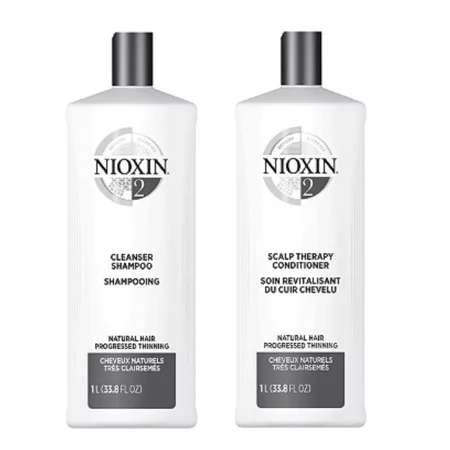 NIOXIN
2
CLEANSER
SHAMPOO
SHAMPOOING
NATURAL HAIR
PROGRESSED THINNING
CHEVEUX NATURELS
TRÈS CLAIRSEMÉS
1 L (33.8 FL OZ)
NIOXIN
2
SCALP THERAPY
CONDITIONER
SOIN REVITALISANT
DU CUIR CHEVELU
NATURAL HAIR
PROGRESSED THINNING
CHEVEUX NATURELS
TRÈS CLAIRSEMÉS
1 L (33.8 FL OZ)